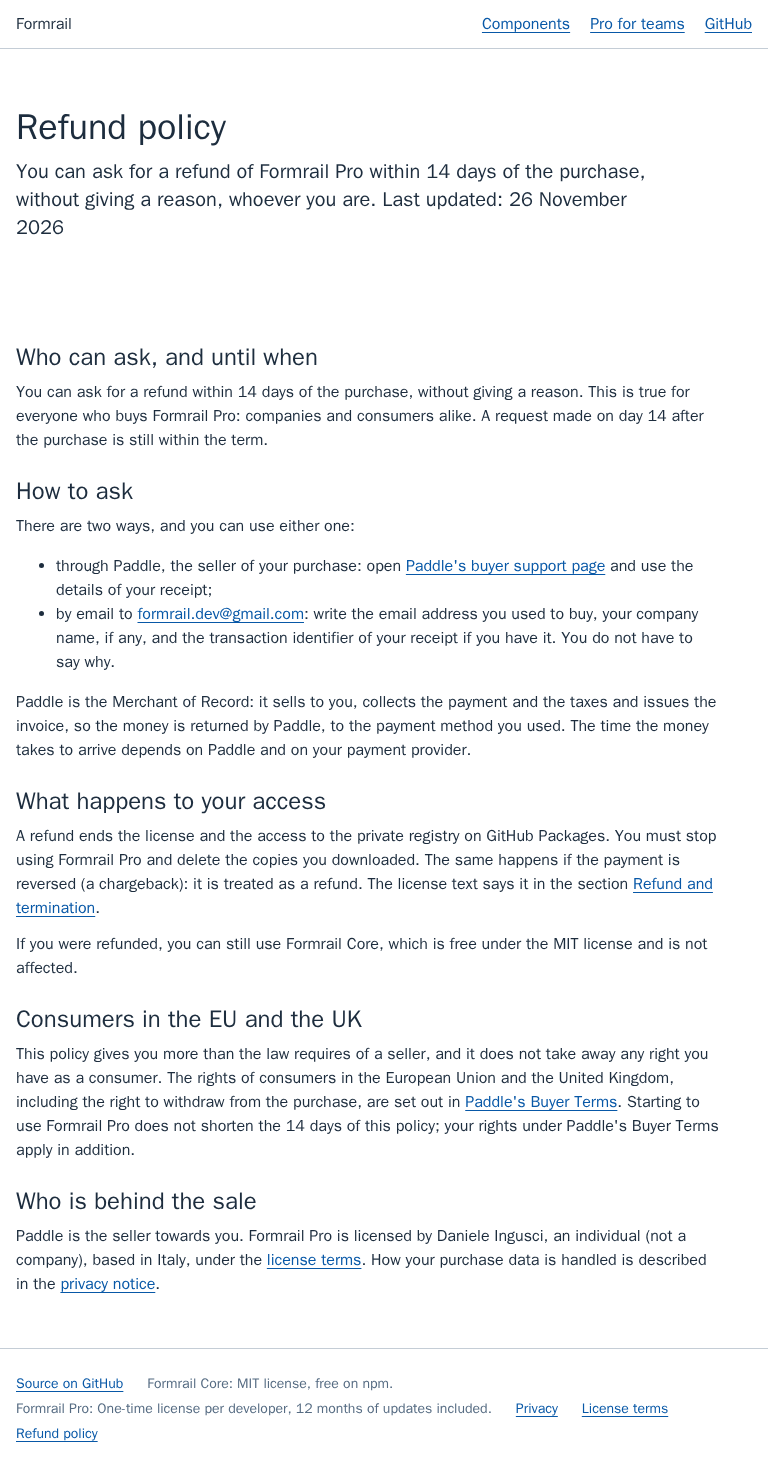 Formrail
Components
Pro for teams
GitHub
Refund policy
You can ask for a refund of Formrail Pro within 14 days of the purchase,
without giving a reason, whoever you are. Last updated: 26 November
2026
Who can ask, and until when
You can ask for a refund within 14 days of the purchase, without giving a reason. This is true for
everyone who buys Formrail Pro: companies and consumers alike. A request made on day 14 after
the purchase is still within the term.
How to ask
There are two ways, and you can use either one:
• through Paddle, the seller of your purchase: open Paddle's buyer support page and use the
details of your receipt;
• by email to formrail.dev@gmail.com: write the email address you used to buy, your company
name, if any, and the transaction identifier of your receipt if you have it. You do not have to
say why.
Paddle is the Merchant of Record: it sells to you, collects the payment and the taxes and issues the
invoice, so the money is returned by Paddle, to the payment method you used. The time the money
takes to arrive depends on Paddle and on your payment provider.
What happens to your access
A refund ends the license and the access to the private registry on GitHub Packages. You must stop
using Formrail Pro and delete the copies you downloaded. The same happens if the payment is
reversed (a chargeback): it is treated as a refund. The license text says it in the section Refund and
termination.
If you were refunded, you can still use Formrail Core, which is free under the MIT license and is not
affected.
Consumers in the EU and the UK
This policy gives you more than the law requires of a seller, and it does not take away any right you
have as a consumer. The rights of consumers in the European Union and the United Kingdom,
including the right to withdraw from the purchase, are set out in Paddle's Buyer Terms. Starting to
use Formrail Pro does not shorten the 14 days of this policy; your rights under Paddle's Buyer Terms
apply in addition.
Who is behind the sale
Paddle is the seller towards you. Formrail Pro is licensed by Daniele Ingusci, an individual (not a
company), based in Italy, under the license terms. How your purchase data is handled is described
in the privacy notice.
Source on GitHub
Formrail Core: MIT license, free on npm.
Formrail Pro: One-time license per developer, 12 months of updates included.
Privacy
License terms
Refund policy